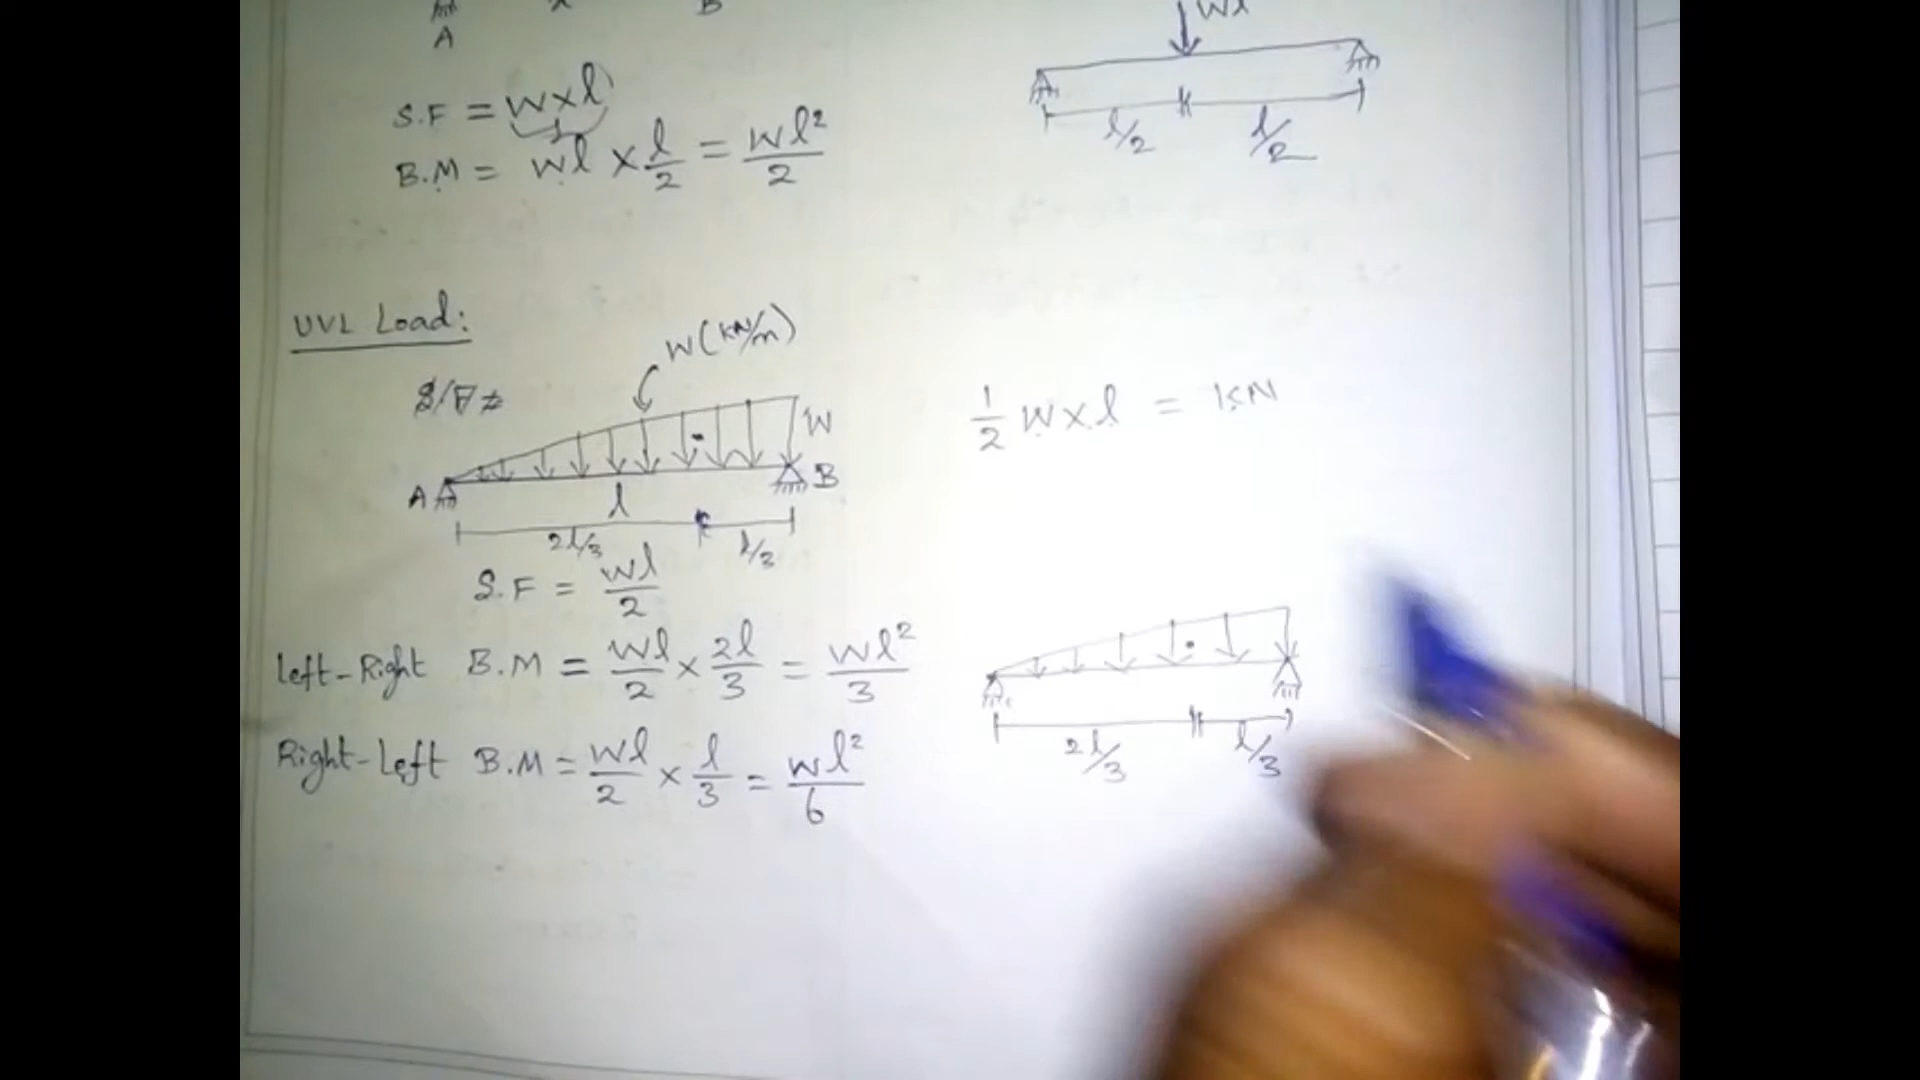 A
B
S.F = w×l
B.M = wl × l/2 = wl²/2
wl
l/2 l/2
UVL Load:
W (kN/m)
W
A B
l
2l/3 l/3
S.F = wl/2
Left-Right B.M = wl/2 × 2l/3 = wl²/3
Right-Left B.M = wl/2 × l/3 = wl²/6
1/2 w×l = kN
2l/3 l/3